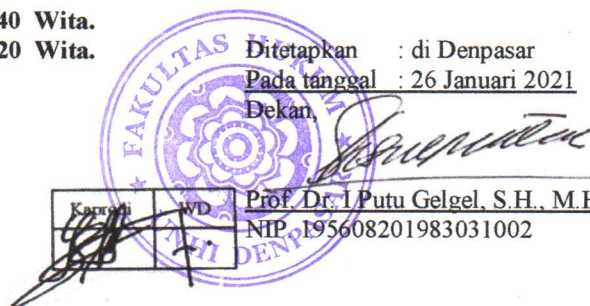 40 Wita.
20 Wita.
Ditetapkan : di Denpasar
Pada tanggal : 26 Januari 2021
Dekan,
FAKULTAS HUKUM
NHI DENPASAR
Kaprodi WD
Prof. Dr. I Putu Gelgel, S.H., M.H
NIP. 195608201983031002